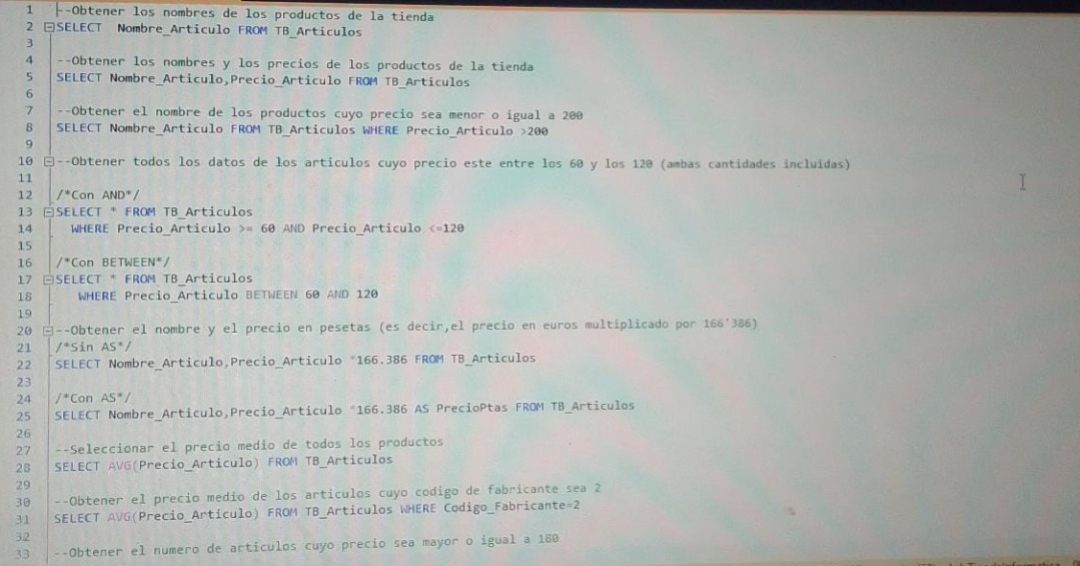 1 --Obtener los nombres de los productos de la tienda
2 SELECT Nombre_Articulo FROM TB_Articulos
3
4 --Obtener los nombres y los precios de los productos de la tienda
5 SELECT Nombre_Articulo,Precio_Articulo FROM TB_Articulos
6
7 --Obtener el nombre de los productos cuyo precio sea menor o igual a 200
8 SELECT Nombre_Articulo FROM TB_Articulos WHERE Precio_Articulo >200
9
10 --Obtener todos los datos de los articulos cuyo precio este entre los 60 y los 120 (ambas cantidades incluidas)
11
12 /*Con AND*/
13 SELECT * FROM TB_Articulos
14 WHERE Precio_Articulo >= 60 AND Precio_Articulo <=120
15
16 /*Con BETWEEN*/
17 SELECT * FROM TB_Articulos
18 WHERE Precio_Articulo BETWEEN 60 AND 120
19
20 --Obtener el nombre y el precio en pesetas (es decir,el precio en euros multiplicado por 166'386)
21 /*Sin AS*/
22 SELECT Nombre_Articulo,Precio_Articulo *166.386 FROM TB_Articulos
23
24 /*Con AS*/
25 SELECT Nombre_Articulo,Precio_Articulo *166.386 AS PrecioPtas FROM TB_Articulos
26
27 --Seleccionar el precio medio de todos los productos
28 SELECT AVG(Precio_Articulo) FROM TB_Articulos
29
30 --Obtener el precio medio de los articulos cuyo codigo de fabricante sea 2
31 SELECT AVG(Precio_Articulo) FROM TB_Articulos WHERE Codigo_Fabricante=2
32
33 --Obtener el numero de articulos cuyo precio sea mayor o igual a 180